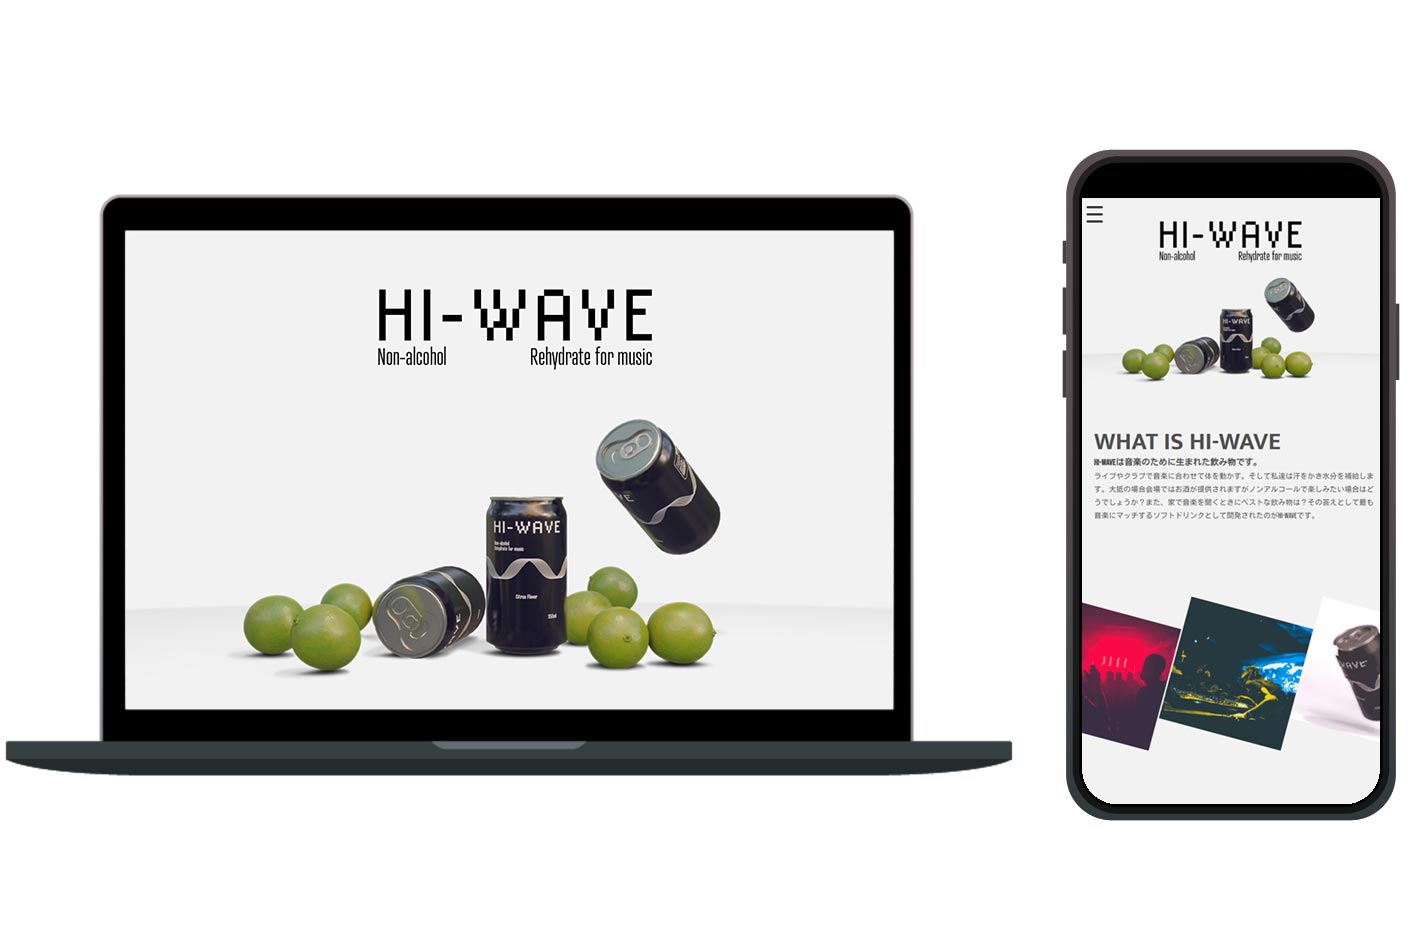 HI-WAVE
Non-alcohol Rehydrate for music
HI-WAVE
Non-alcohol
Rehydrate for music
Citrus Flavor
350ml
HI-WAVE
Non-alcohol Rehydrate for music
HI-WAVE
WHAT IS HI-WAVE
HI-WAVEは音楽のために生まれた飲み物です。
ライブやクラブで音楽に合わせて体を動かす。そして私達は汗をかき水分を補給しま
す。大抵の場合会場ではお酒が提供されますがノンアルコールで楽しみたい場合はど
うでしょうか？また、家で音楽を聞くときにベストな飲み物は？その答えとして最も
音楽にマッチするソフトドリンクとして開発されたのがHI-WAVEです。
WAVE